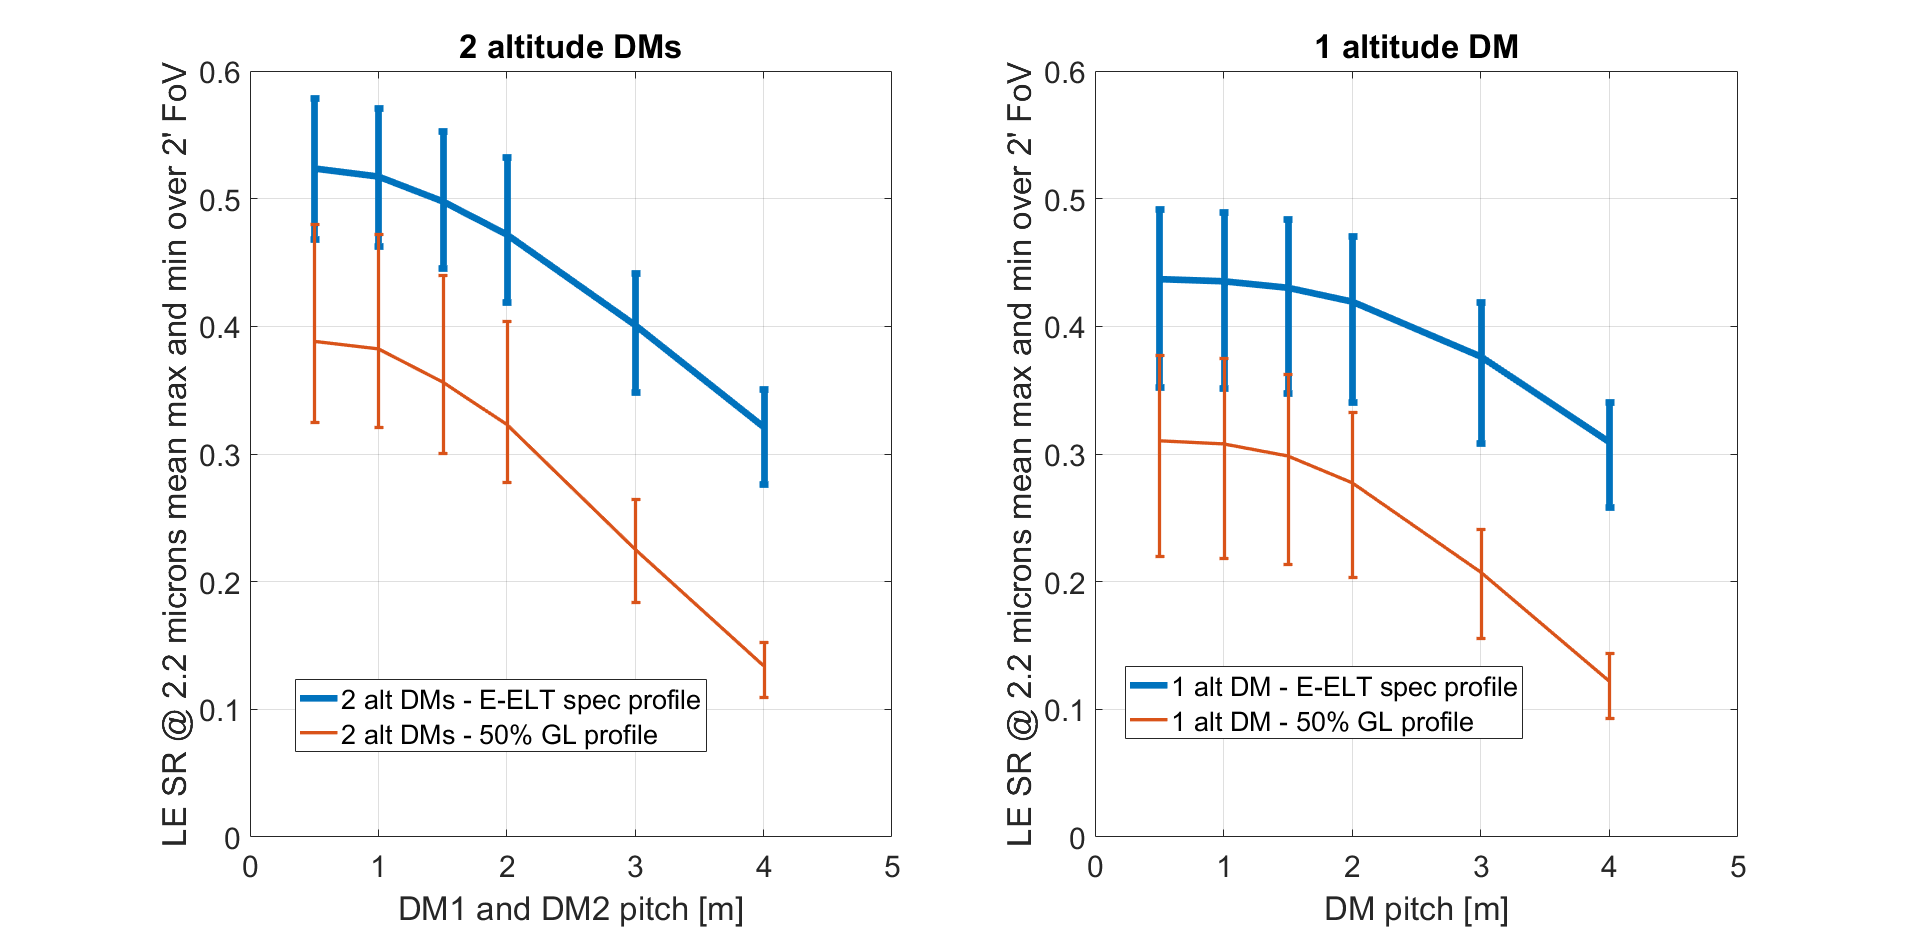 2 altitude DMs
LE SR @ 2.2 microns mean max and min over 2' FoV
0.6
0.5
0.4
0.3
0.2
0.1
0
0 1 2 3 4 5
DM1 and DM2 pitch [m]
2 alt DMs - E-ELT spec profile
2 alt DMs - 50% GL profile
1 altitude DM
LE SR @ 2.2 microns mean max and min over 2' FoV
0.6
0.5
0.4
0.3
0.2
0.1
0
0 1 2 3 4 5
DM pitch [m]
1 alt DM - E-ELT spec profile
1 alt DM - 50% GL profile